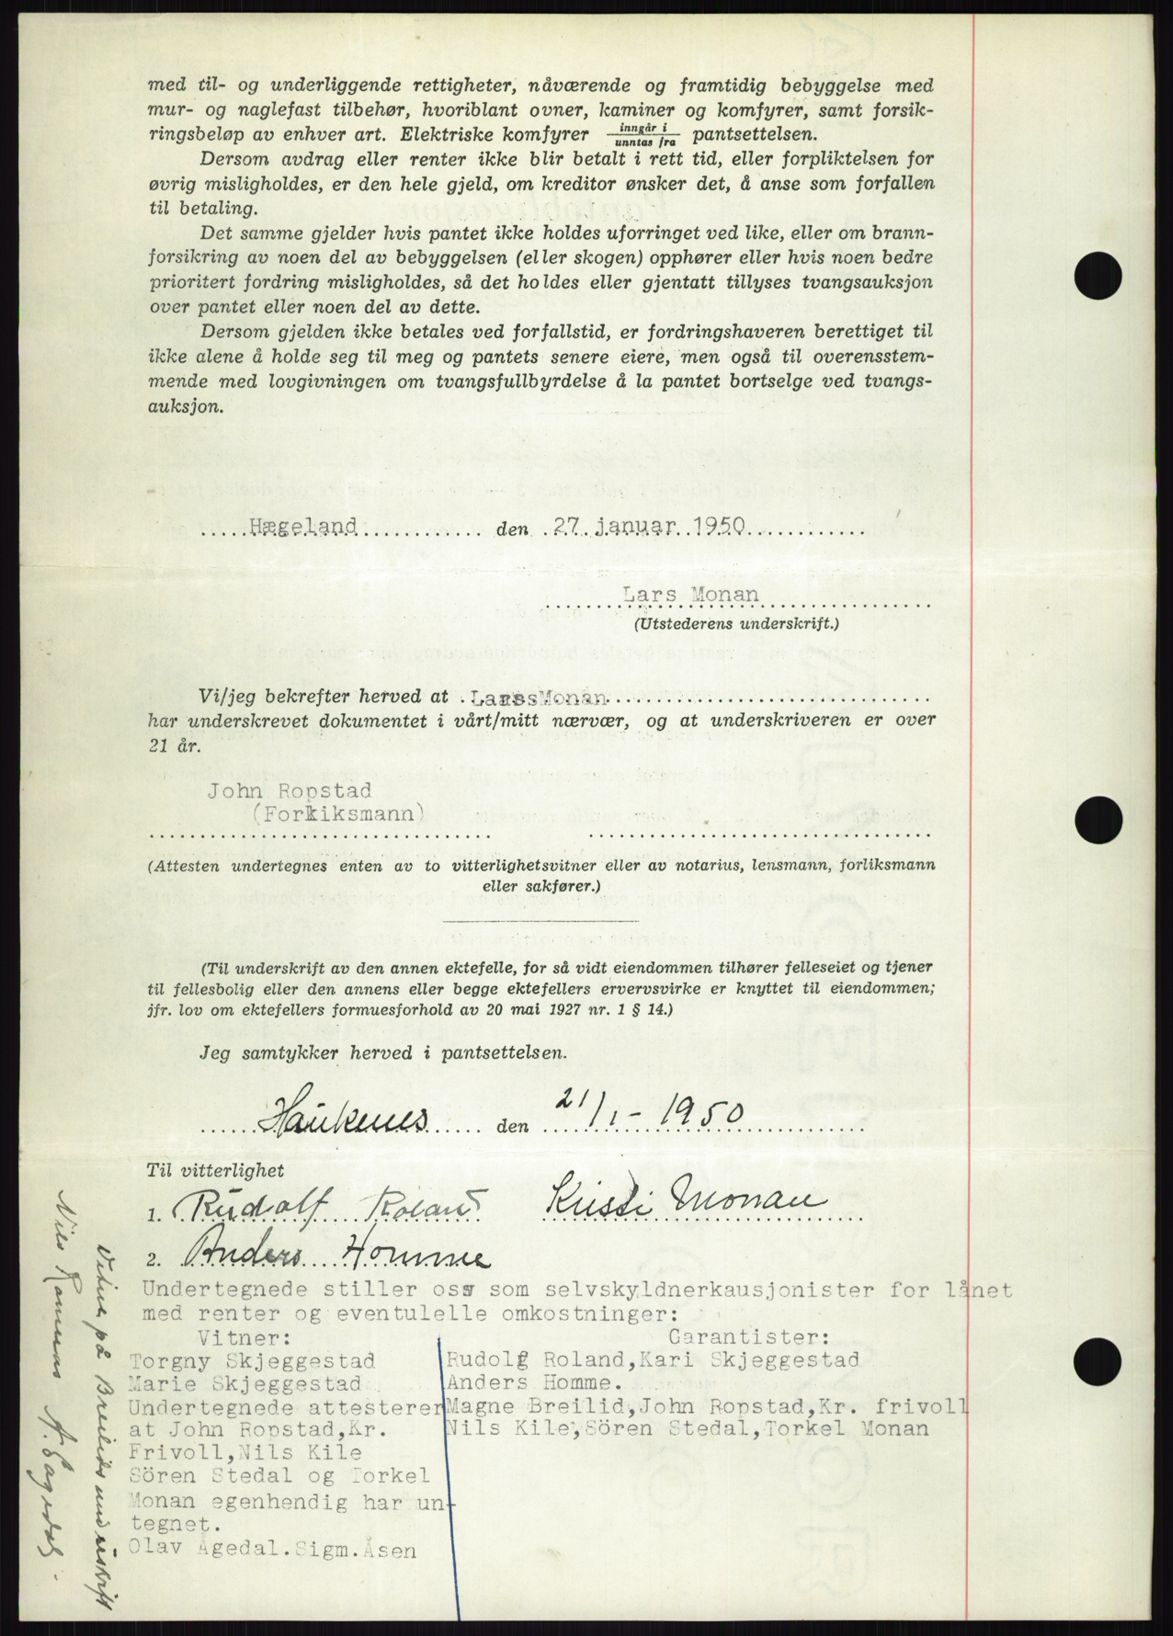 med til- og underliggende rettigheter, nåværende og framtidig bebyggelse med
mur- og naglefast tilbehør, hvoriblant ovner, kaminer og komfyrer, samt forsik-
ringsbeløp av enhver art. Elektriske komfyrer inngår i / unntas fra pantsettelsen.
Dersom avdrag eller renter ikke blir betalt i rett tid, eller forpliktelsen for
øvrig misligholdes, er den hele gjeld, om kreditor ønsker det, å anse som forfallen
til betaling.
Det samme gjelder hvis pantet ikke holdes uforringet ved like, eller om brann-
forsikring av noen del av bebyggelsen (eller skogen) opphører eller hvis noen bedre
prioritert fordring misligholdes, så det holdes eller gjentatt tillyses tvangsauksjon
over pantet eller noen del av dette.
Dersom gjelden ikke betales ved forfallstid, er fordringshaveren berettiget til
ikke alene å holde seg til meg og pantets senere eiere, men også til overensstem-
mende med lovgivningen om tvangsfullbyrdelse å la pantet bortselge ved tvangs-
auksjon.
Hægeland den 27. januar 1950
Lars Monan
(Utstederens underskrift.)
Vi/jeg bekrefter herved at Lars Monan
har underskrevet dokumentet i vårt/mitt nærvær, og at underskriveren er over
21 år.
John Ropstad
(Forliksmann)
(Attesten undertegnes enten av to vitterlighetsvitner eller av notarius, lensmann, forliksmann
eller sakfører.)
(Til underskrift av den annen ektefelle, for så vidt eiendommen tilhører felleseiet og tjener
til fellesbolig eller den annens eller begge ektefellers ervervsvirke er knyttet til eiendommen;
jfr. lov om ektefellers formuesforhold av 20 mai 1927 nr. 1 § 14.)
Jeg samtykker herved i pantsettelsen.
Haukenes den 21/1 - 1950
Til vitterlighet
1. Rudolf Roland Kristi Monan
2. Anders Homme
Undertegnede stiller oss som selvskyldnerkausjonister for lånet
med renter og eventulelle omkostninger:
Vitner: Garantister:
Torgny Skjeggestad Rudolf Roland,Kari Skjeggestad
Marie Skjeggestad Anders Homme.
Undertegnede attesterer Magne Breilid,John Ropstad,Kr. frivoll
at John Ropstad,Kr. Nils Kile,Sören Stedal,Torkel Monan
Frivoll,Nils Kile
Sören Stedal og Torkel
Monan egenhendig har un-
tegnet.
Olav Ågedal.Sigm.Åsen
Vitne på Breilids underskrift
Nils A. Ågedal.